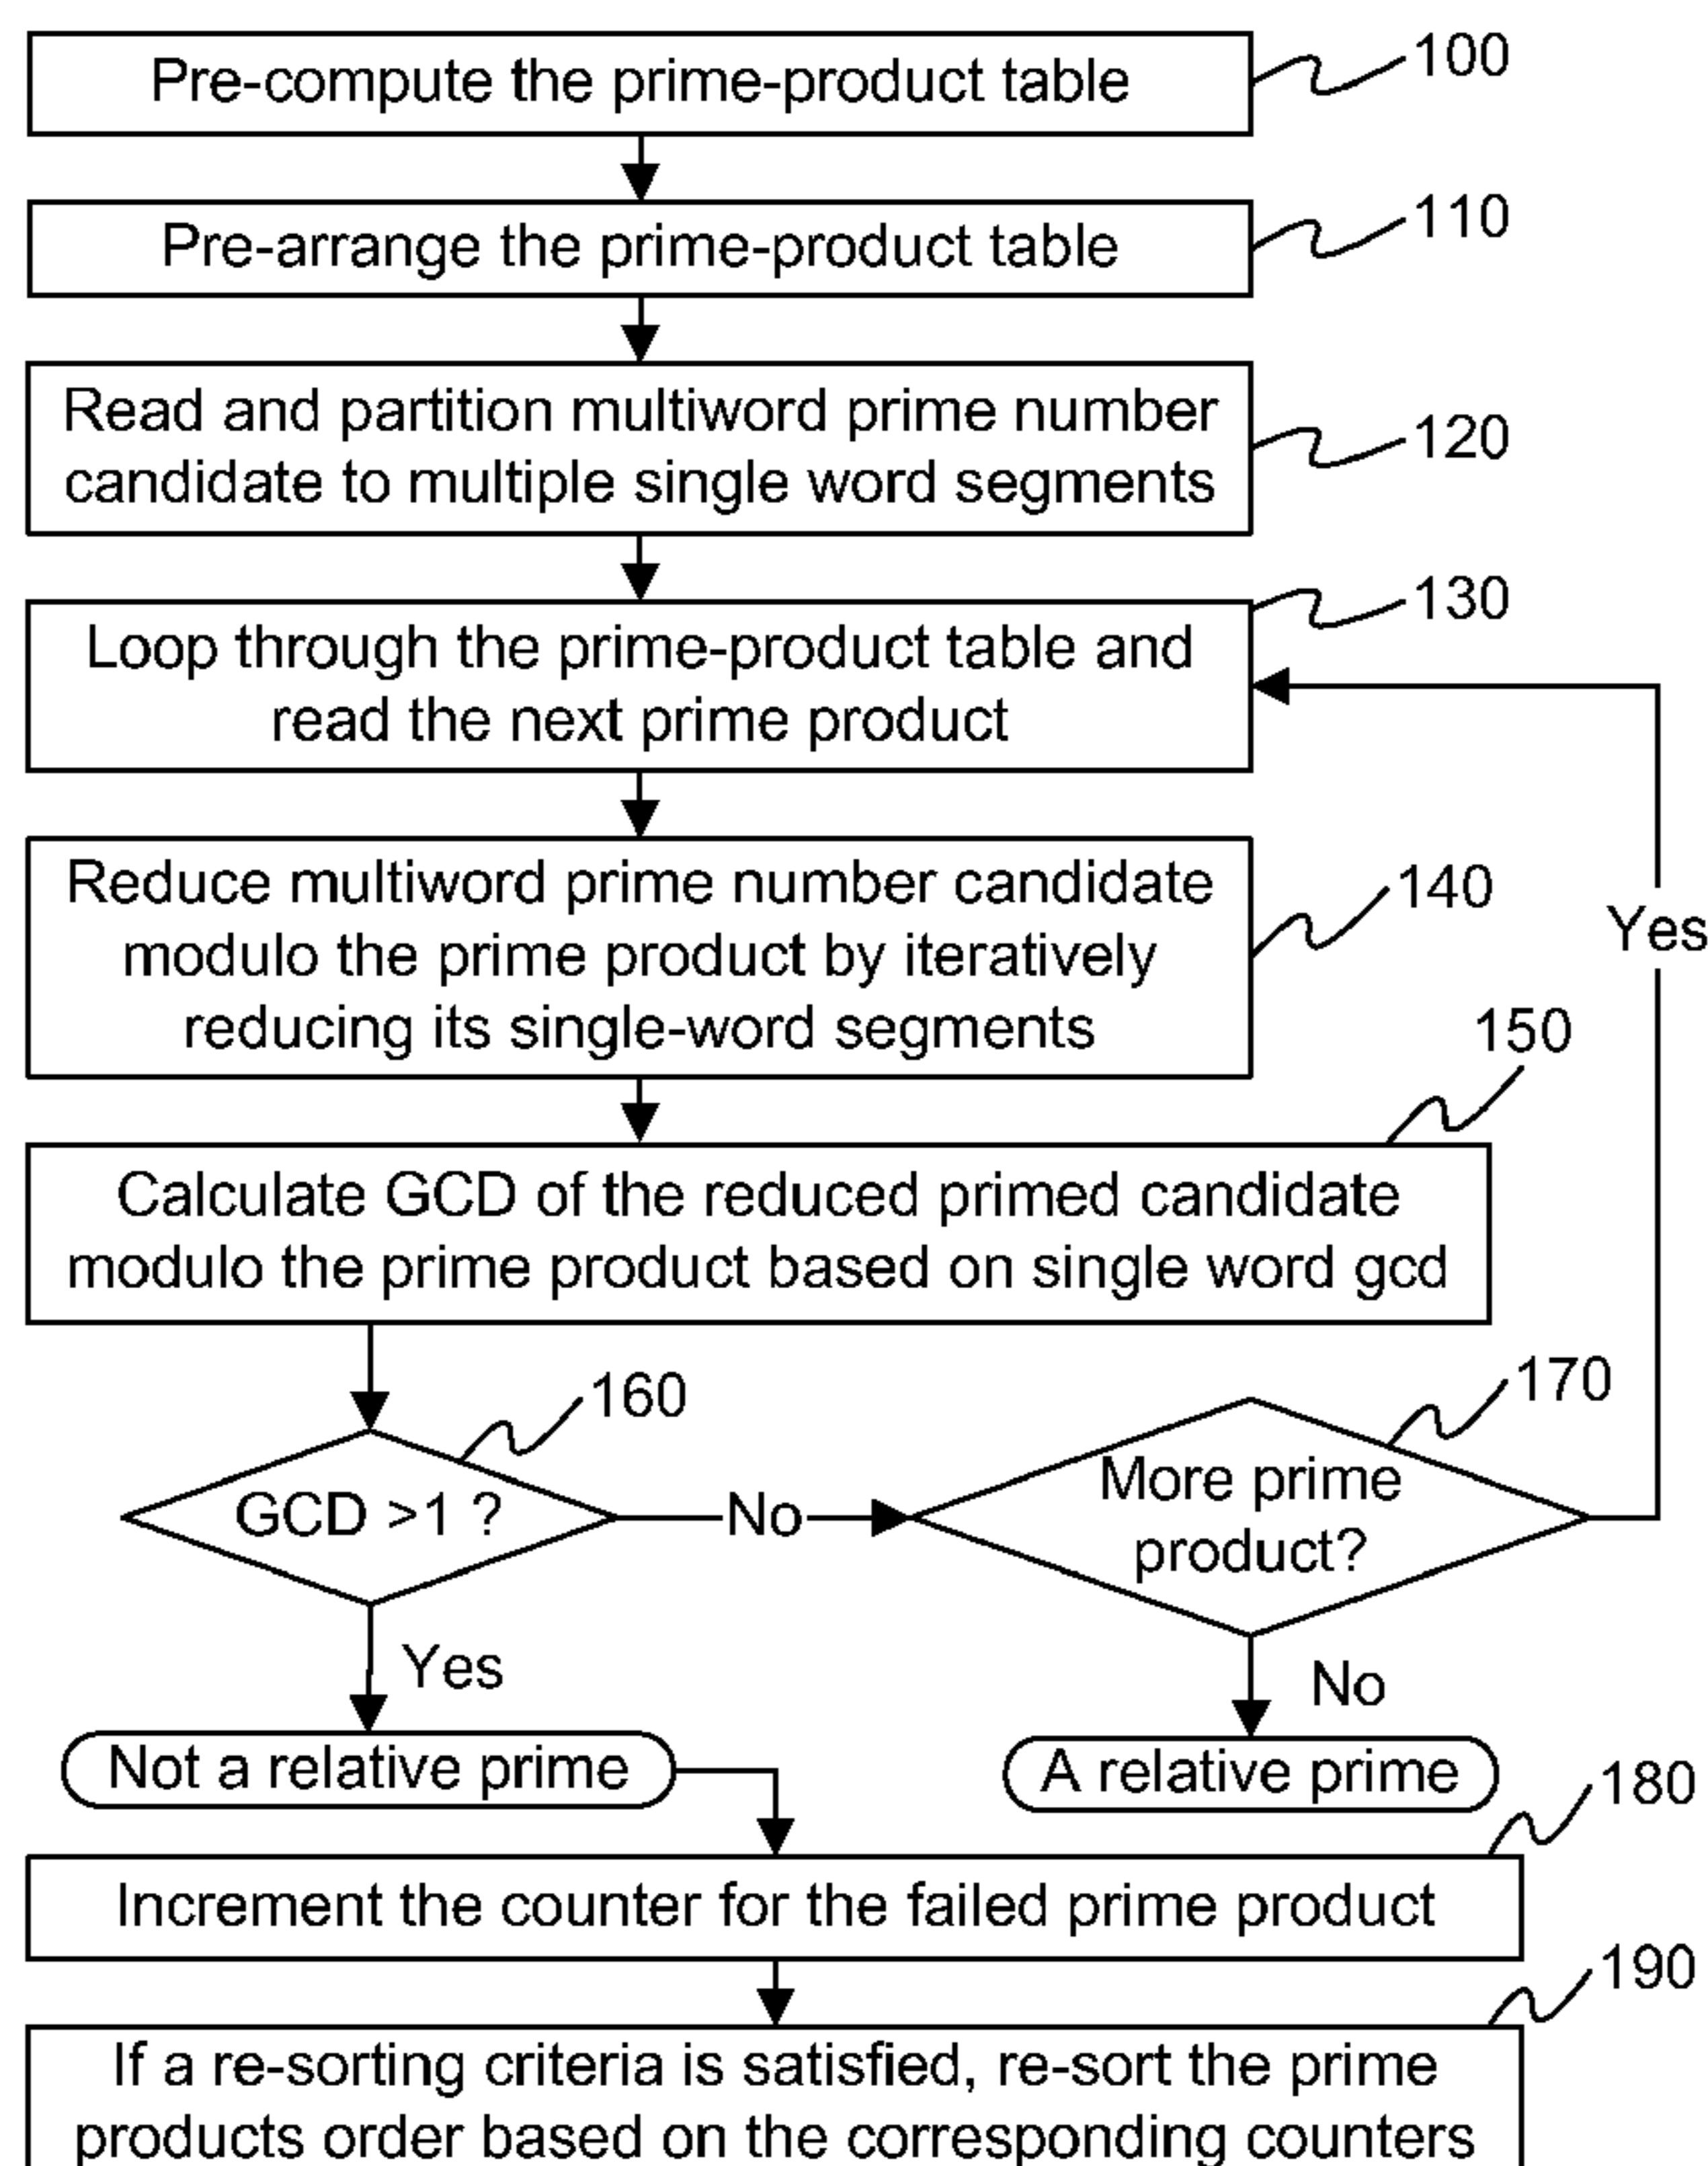 Pre-compute the prime-product table
100
Pre-arrange the prime-product table
110
Read and partition multiword prime number
candidate to multiple single word segments
120
130
Loop through the prime-product table and
read the next prime product
Reduce multiword prime number candidate
modulo the prime product by iteratively
reducing its single-word segments
140
Yes
150
Calculate GCD of the reduced primed candidate
modulo the prime product based on single word gcd
160
170
GCD >1 ?
No
More prime
product?
Yes
No
Not a relative prime
A relative prime
180
Increment the counter for the failed prime product
190
If a re-sorting criteria is satisfied, re-sort the prime
products order based on the corresponding counters